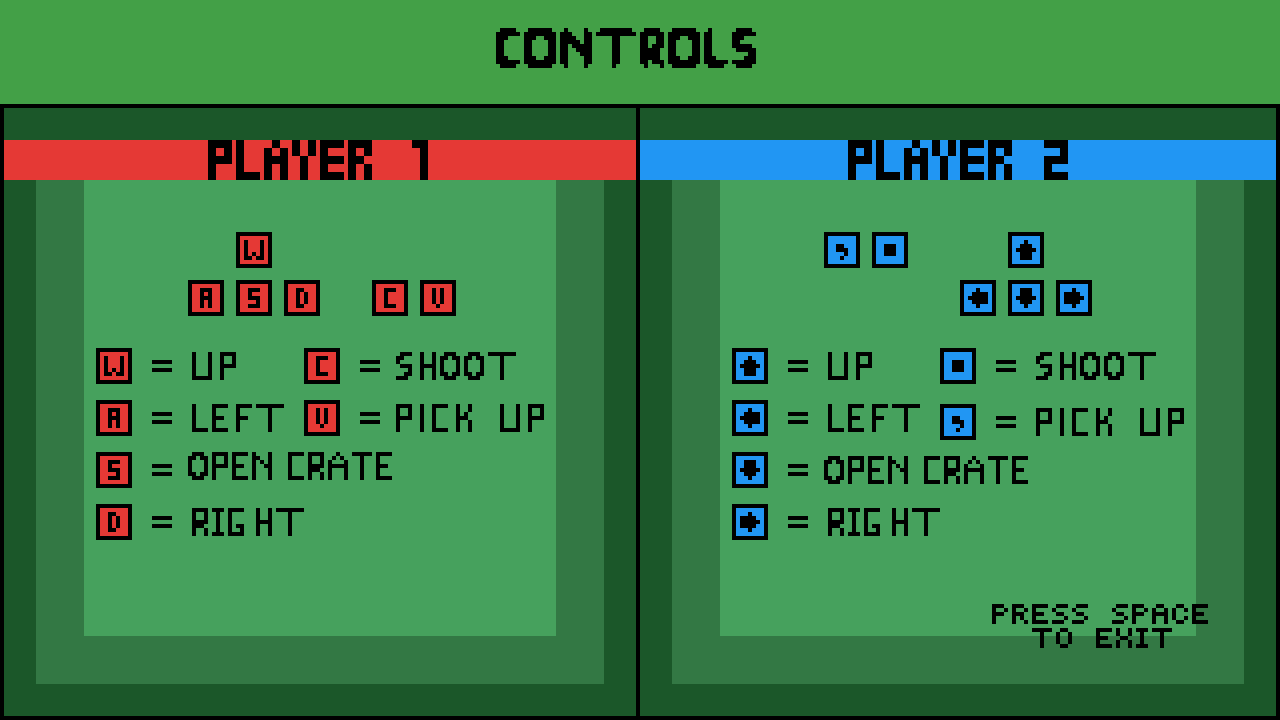 CONTROLS
PLAYER 1
W
A S D C V
W = UP C = SHOOT
A = LEFT V = PICK UP
S = OPEN CRATE
D = RIGHT
PLAYER 2
, .
= UP . = SHOOT
= LEFT , = PICK UP
= OPEN CRATE
= RIGHT
PRESS SPACE
TO EXIT